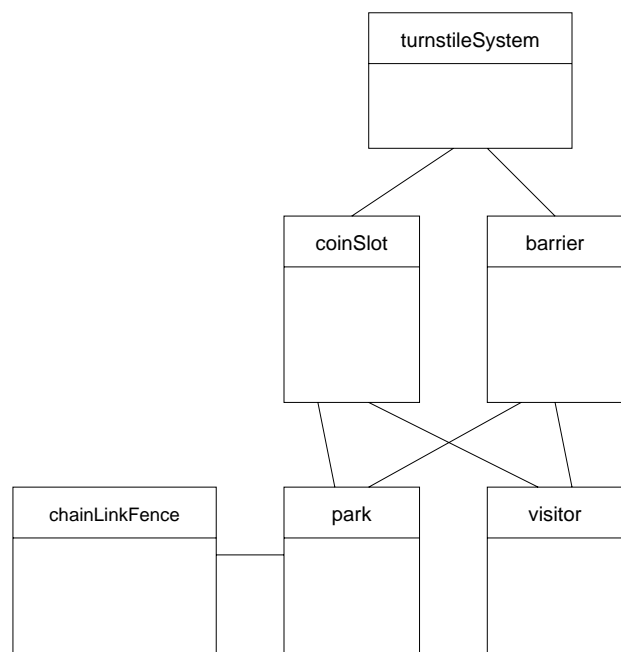 turnstileSystem
coinSlot
barrier
chainLinkFence
park
visitor